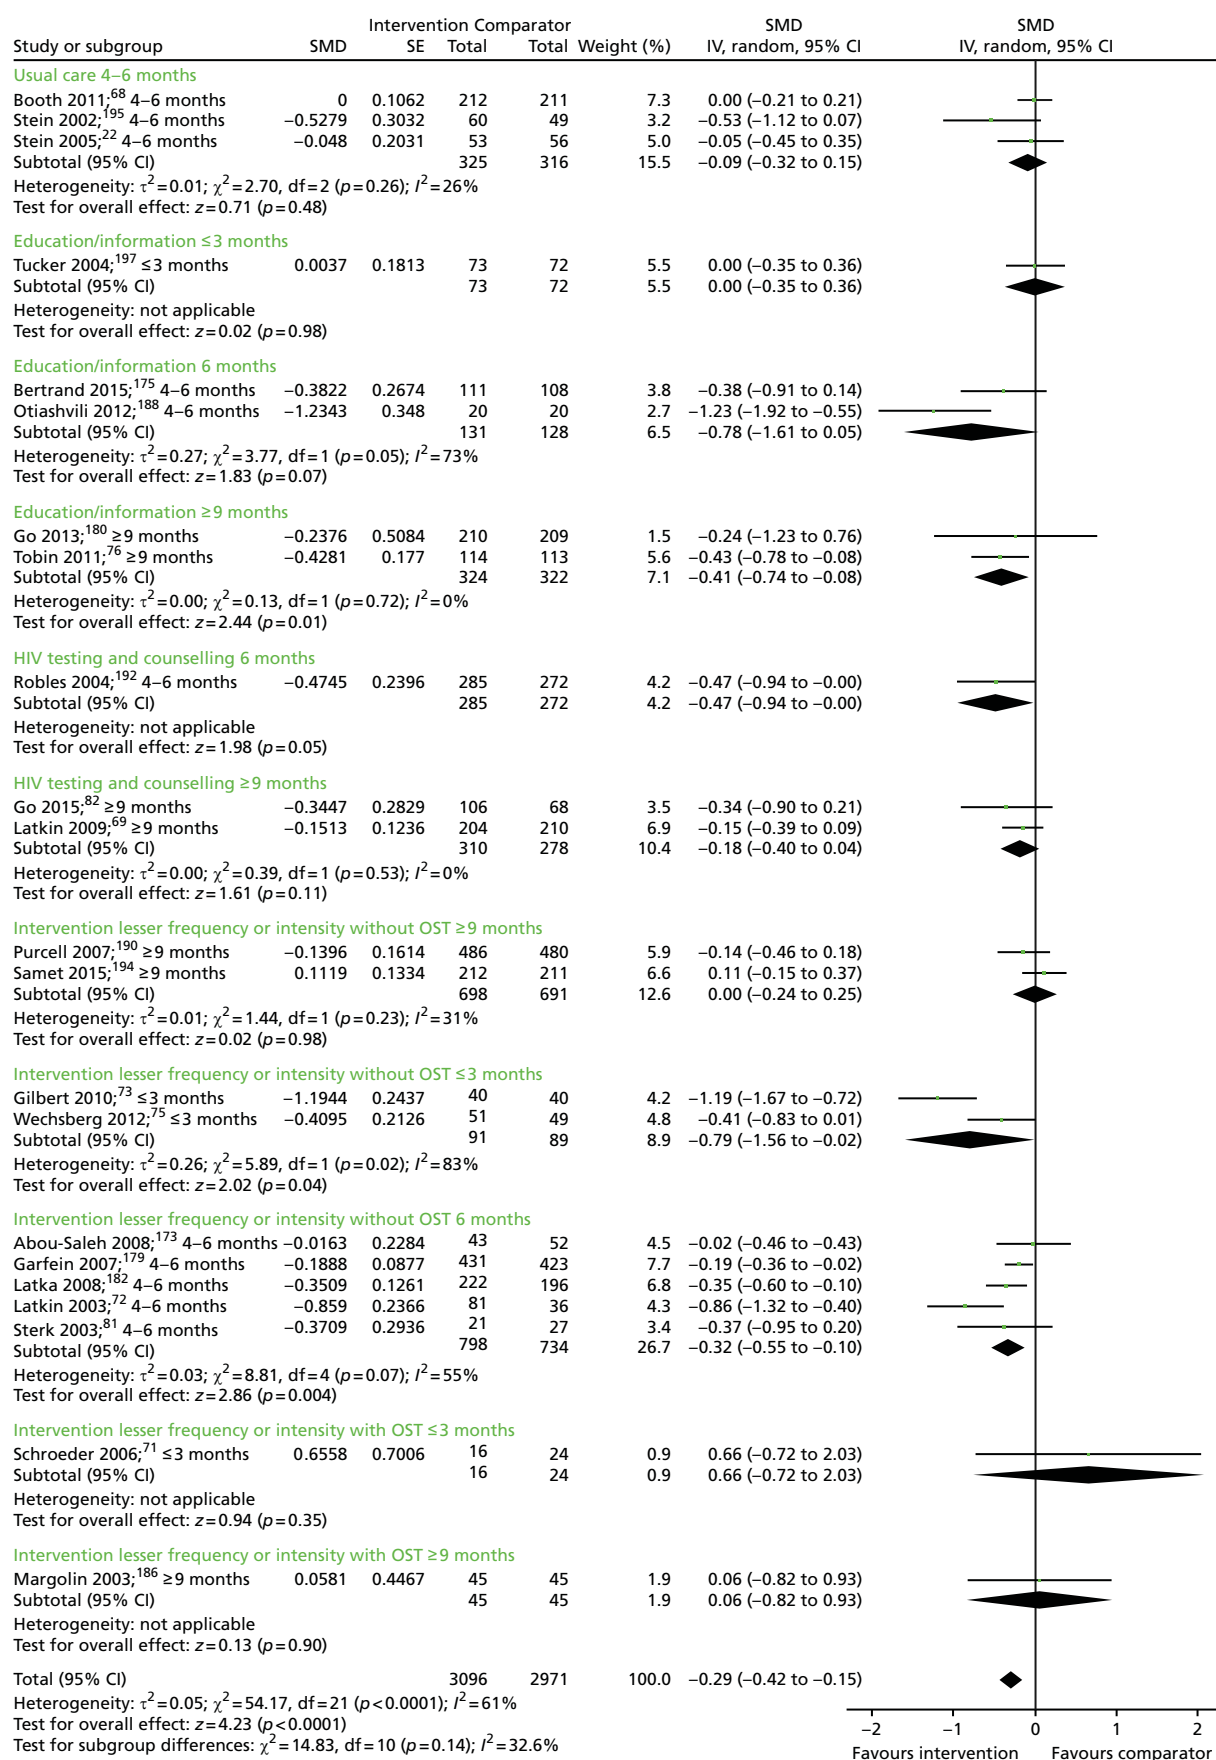 Intervention Comparator SMD SMD
Study or subgroup SMD SE Total Total Weight (%) IV, random, 95% CI IV, random, 95% CI
Usual care 4–6 months
Booth 2011;68 4–6 months 0 0.1062 212 211 7.3 0.00 (–0.21 to 0.21)
Stein 2002;195 4–6 months –0.5279 0.3032 60 49 3.2 –0.53 (–1.12 to 0.07)
Stein 2005;22 4–6 months –0.048 0.2031 53 56 5.0 –0.05 (–0.45 to 0.35)
Subtotal (95% CI) 325 316 15.5 –0.09 (–0.32 to 0.15)
Heterogeneity: τ2=0.01; χ2=2.70, df=2 (p=0.26); I2=26%
Test for overall effect: z=0.71 (p=0.48)
Education/information ≤3 months
Tucker 2004;197 ≤3 months 0.0037 0.1813 73 72 5.5 0.00 (–0.35 to 0.36)
Subtotal (95% CI) 73 72 5.5 0.00 (–0.35 to 0.36)
Heterogeneity: not applicable
Test for overall effect: z=0.02 (p=0.98)
Education/information 6 months
Bertrand 2015;175 4–6 months –0.3822 0.2674 111 108 3.8 –0.38 (–0.91 to 0.14)
Otiashvili 2012;188 4–6 months –1.2343 0.348 20 20 2.7 –1.23 (–1.92 to –0.55)
Subtotal (95% CI) 131 128 6.5 –0.78 (–1.61 to 0.05)
Heterogeneity: τ2=0.27; χ2=3.77, df=1 (p=0.05); I2=73%
Test for overall effect: z=1.83 (p=0.07)
Education/information ≥9 months
Go 2013;180 ≥9 months –0.2376 0.5084 210 209 1.5 –0.24 (–1.23 to 0.76)
Tobin 2011;76 ≥9 months –0.4281 0.177 114 113 5.6 –0.43 (–0.78 to –0.08)
Subtotal (95% CI) 324 322 7.1 –0.41 (–0.74 to –0.08)
Heterogeneity: τ2=0.00; χ2=0.13, df=1 (p=0.72); I2=0%
Test for overall effect: z=2.44 (p=0.01)
HIV testing and counselling 6 months
Robles 2004;192 4–6 months –0.4745 0.2396 285 272 4.2 –0.47 (–0.94 to –0.00)
Subtotal (95% CI) 285 272 4.2 –0.47 (–0.94 to –0.00)
Heterogeneity: not applicable
Test for overall effect: z=1.98 (p=0.05)
HIV testing and counselling ≥9 months
Go 2015;82 ≥9 months –0.3447 0.2829 106 68 3.5 –0.34 (–0.90 to 0.21)
Latkin 2009;69 ≥9 months –0.1513 0.1236 204 210 6.9 –0.15 (–0.39 to 0.09)
Subtotal (95% CI) 310 278 10.4 –0.18 (–0.40 to 0.04)
Heterogeneity: τ2=0.00; χ2=0.39, df=1 (p=0.53); I2=0%
Test for overall effect: z=1.61 (p=0.11)
Intervention lesser frequency or intensity without OST ≥9 months
Purcell 2007;190 ≥9 months –0.1396 0.1614 486 480 5.9 –0.14 (–0.46 to 0.18)
Samet 2015;194 ≥9 months 0.1119 0.1334 212 211 6.6 0.11 (–0.15 to 0.37)
Subtotal (95% CI) 698 691 12.6 0.00 (–0.24 to 0.25)
Heterogeneity: τ2=0.01; χ2=1.44, df=1 (p=0.23); I2=31%
Test for overall effect: z=0.02 (p=0.98)
Intervention lesser frequency or intensity without OST ≤3 months
Gilbert 2010;73 ≤3 months –1.1944 0.2437 40 40 4.2 –1.19 (–1.67 to –0.72)
Wechsberg 2012;75 ≤3 months –0.4095 0.2126 51 49 4.8 –0.41 (–0.83 to 0.01)
Subtotal (95% CI) 91 89 8.9 –0.79 (–1.56 to –0.02)
Heterogeneity: τ2=0.26; χ2=5.89, df=1 (p=0.02); I2=83%
Test for overall effect: z=2.02 (p=0.04)
Intervention lesser frequency or intensity without OST 6 months
Abou-Saleh 2008;173 4–6 months –0.0163 0.2284 43 52 4.5 –0.02 (–0.46 to –0.43)
Garfein 2007;179 4–6 months –0.1888 0.0877 431 423 7.7 –0.19 (–0.36 to –0.02)
Latka 2008;182 4–6 months –0.3509 0.1261 222 196 6.8 –0.35 (–0.60 to –0.10)
Latkin 2003;72 4–6 months –0.859 0.2366 81 36 4.3 –0.86 (–1.32 to –0.40)
Sterk 2003;81 4–6 months –0.3709 0.2936 21 27 3.4 –0.37 (–0.95 to 0.20)
Subtotal (95% CI) 798 734 26.7 –0.32 (–0.55 to –0.10)
Heterogeneity: τ2=0.03; χ2=8.81, df=4 (p=0.07); I2=55%
Test for overall effect: z=2.86 (p=0.004)
Intervention lesser frequency or intensity with OST ≤3 months
Schroeder 2006;71 ≤3 months 0.6558 0.7006 16 24 0.9 0.66 (–0.72 to 2.03)
Subtotal (95% CI) 16 24 0.9 0.66 (–0.72 to 2.03)
Heterogeneity: not applicable
Test for overall effect: z=0.94 (p=0.35)
Intervention lesser frequency or intensity with OST ≥9 months
Margolin 2003;186 ≥9 months 0.0581 0.4467 45 45 1.9 0.06 (–0.82 to 0.93)
Subtotal (95% CI) 45 45 1.9 0.06 (–0.82 to 0.93)
Heterogeneity: not applicable
Test for overall effect: z=0.13 (p=0.90)
Total (95% CI) 3096 2971 100.0 –0.29 (–0.42 to –0.15)
Heterogeneity: τ2=0.05; χ2=54.17, df=21 (p<0.0001); I2=61%
Test for overall effect: z=4.23 (p<0.0001)
Test for subgroup differences: χ2=14.83, df=10 (p=0.14); I2=32.6%
–2 –1 0 1 2
Favours intervention Favours comparator